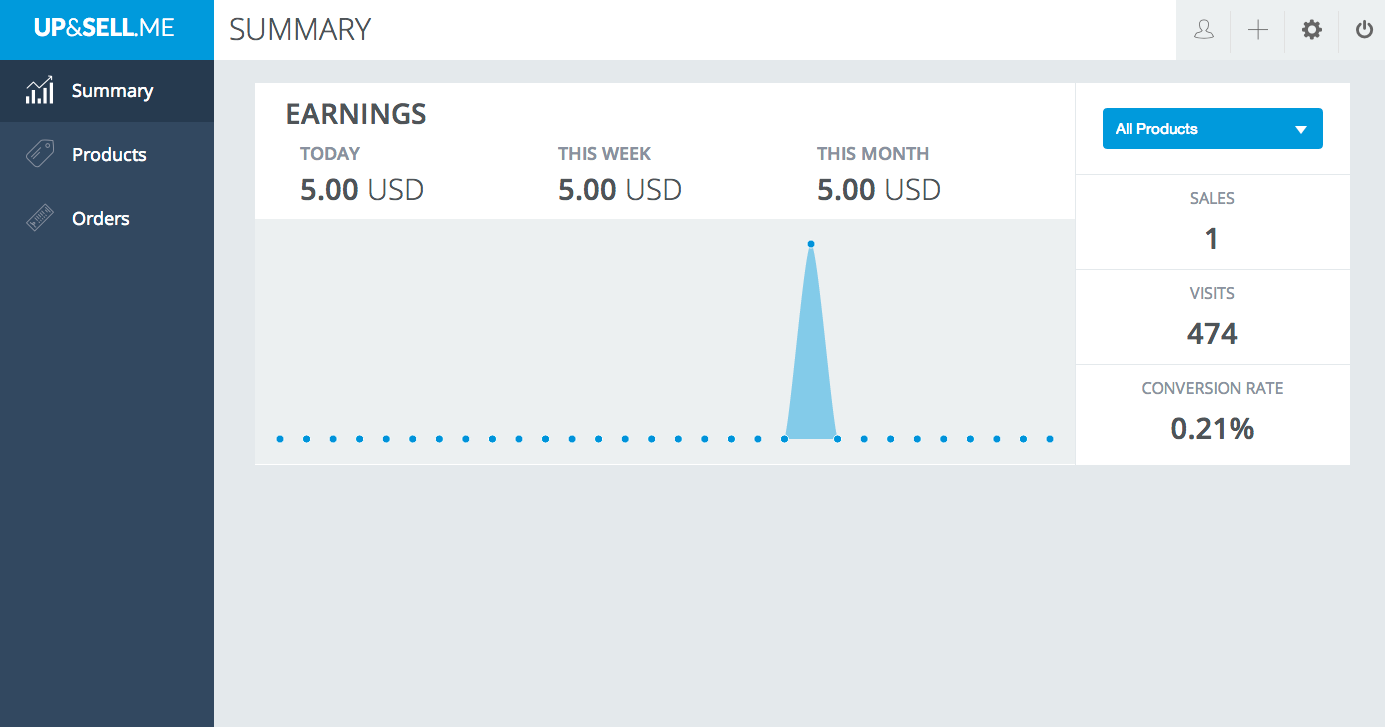 UP&SELL.ME
SUMMARY
Summary
Products
Orders
EARNINGS
TODAY
5.00 USD
THIS WEEK
5.00 USD
THIS MONTH
5.00 USD
All Products
SALES
1
VISITS
474
CONVERSION RATE
0.21%